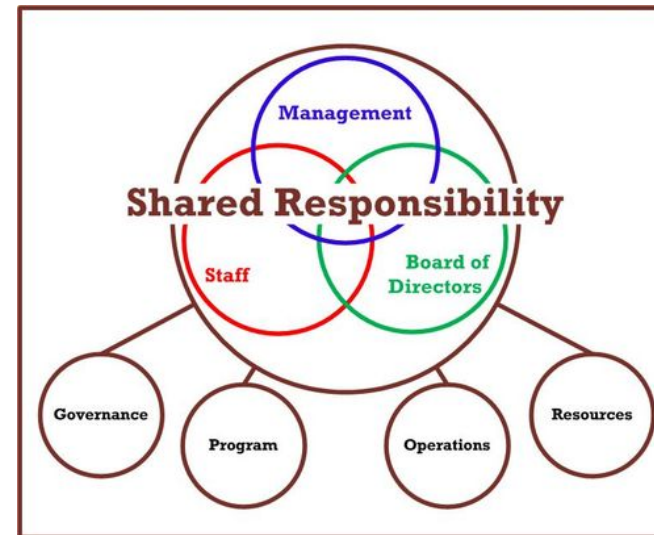 Management
Shared Responsibility
Staff
Board of
Directors
Governance
Program
Operations
Resources